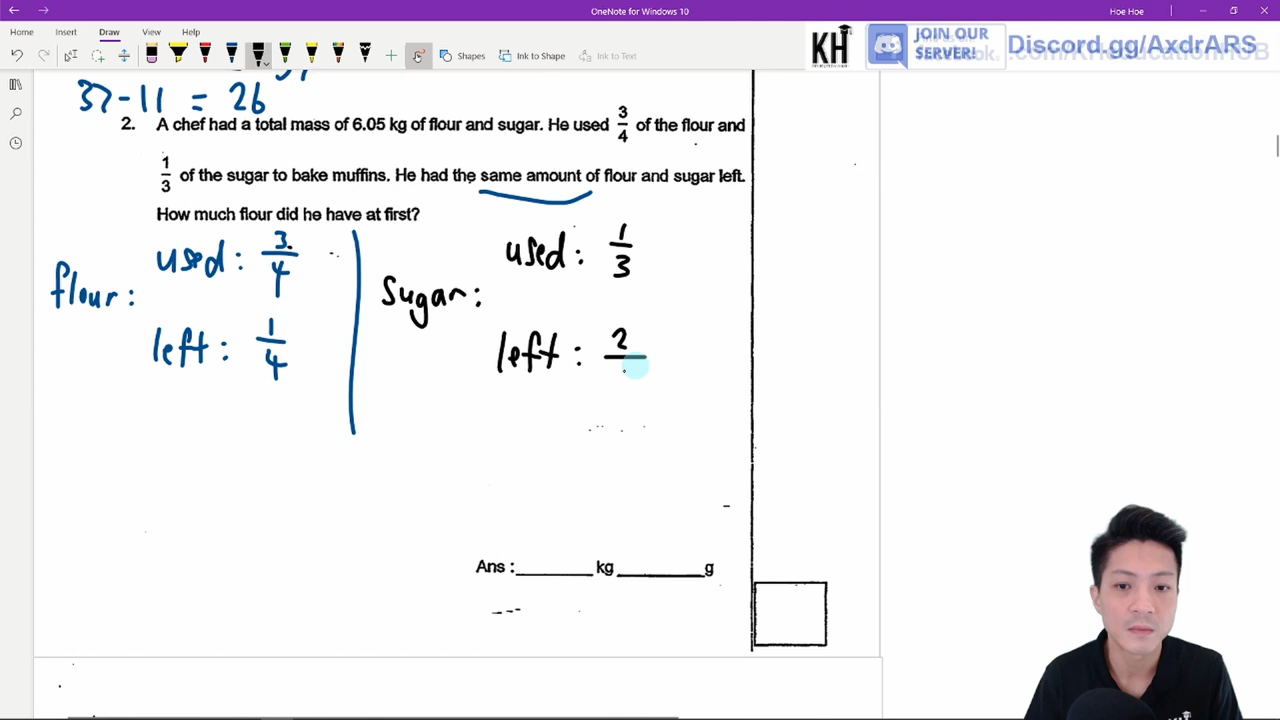 OneNote for Windows 10
Hoe Hoe
Home Insert Draw View Help
Shapes
Ink to Shape
Ink to Text
KH
JOIN OUR
SERVER!
Discord.gg/AxdrARS
37-11 = 26
2. A chef had a total mass of 6.05 kg of flour and sugar. He used 3/4 of the flour and
1/3 of the sugar to bake muffins. He had the same amount of flour and sugar left.
How much flour did he have at first?
flour:
used: 3/4
left: 1/4
Sugar:
used: 1/3
left: 2
Ans : kg g